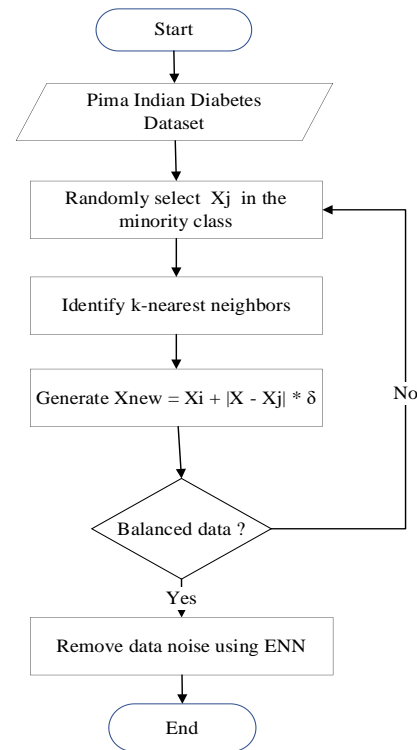 Start
Pima Indian Diabetes
Dataset
Randomly select Xj in the
minority class
Identify k-nearest neighbors
Generate Xnew = Xi + |X - Xj| * δ
No
Balanced data ?
Yes
Remove data noise using ENN
End